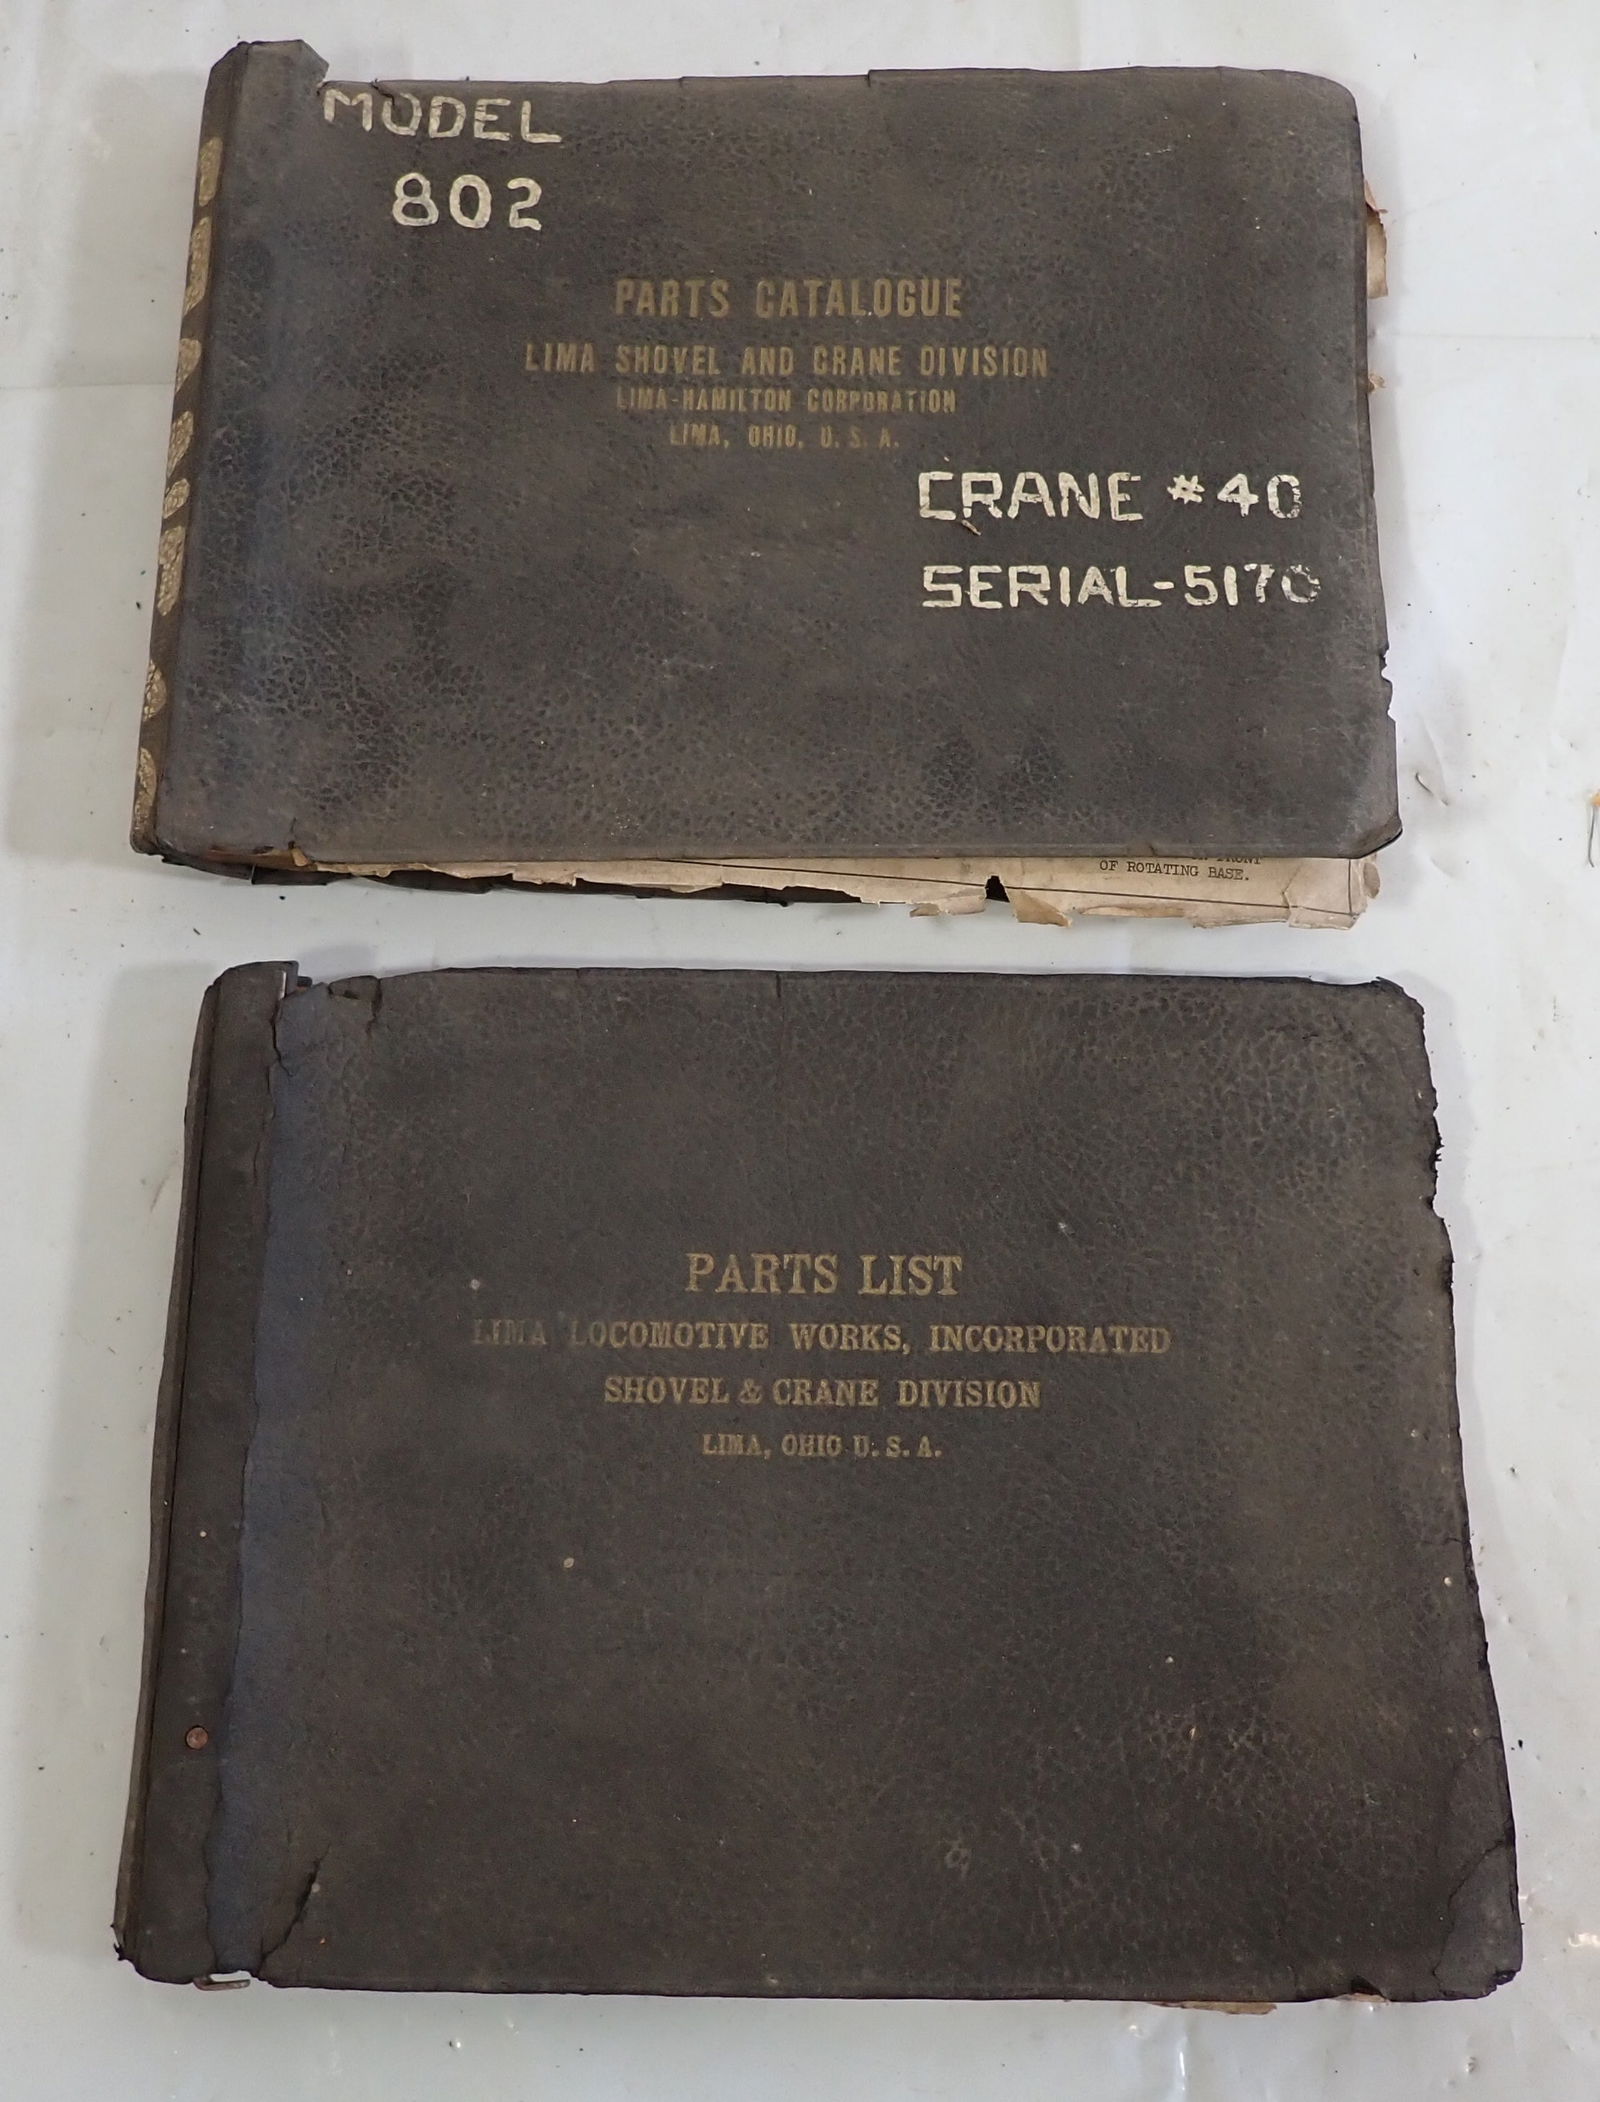 MODEL
802
PARTS CATALOGUE
LIMA SHOVEL AND CRANE DIVISION
LIMA-HAMILTON CORPORATION
LIMA, OHIO, U. S. A.
CRANE #40
SERIAL-5170
FRONT
OF ROTATING BASE.
PARTS LIST
LIMA LOCOMOTIVE WORKS, INCORPORATED
SHOVEL & CRANE DIVISION
LIMA, OHIO U. S. A.